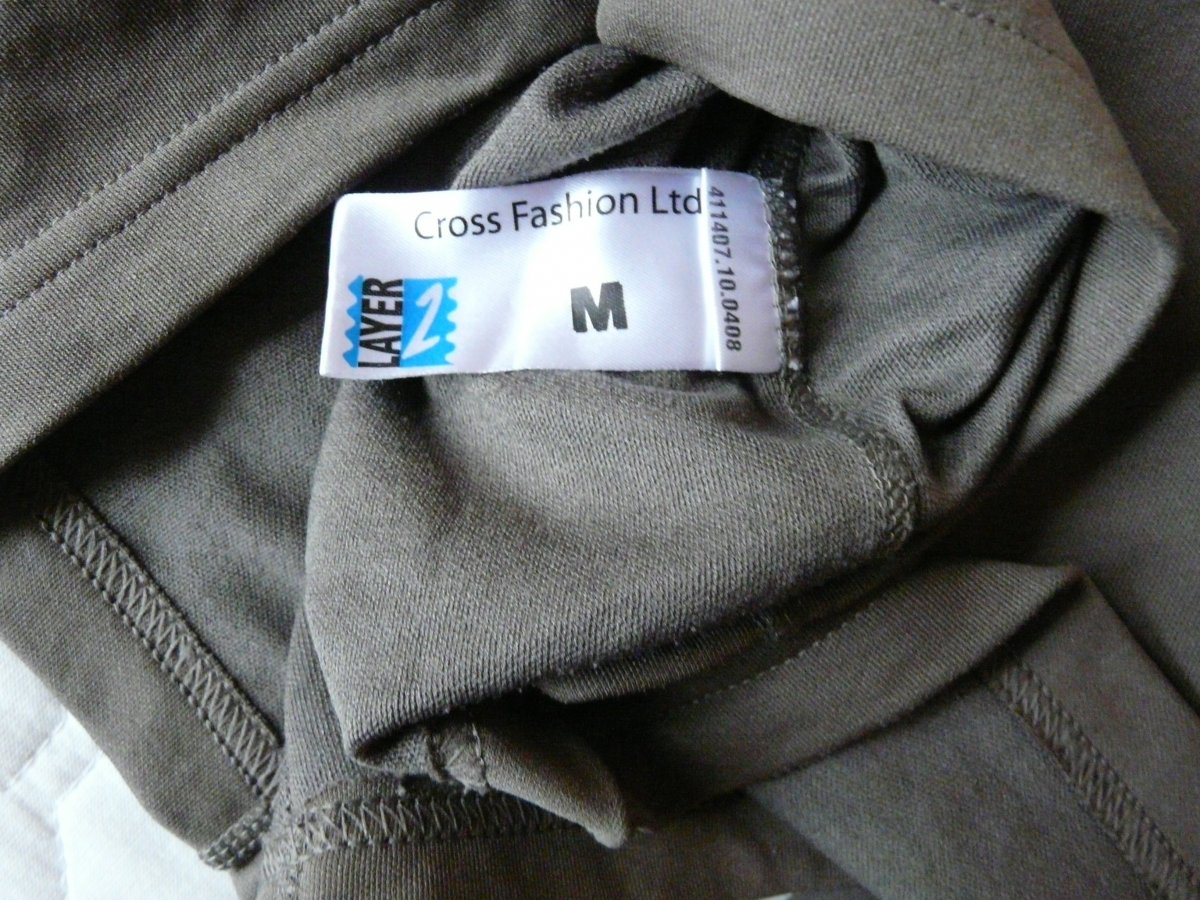 Cross Fashion Ltd
LAYER
2
M
411407.10.0408